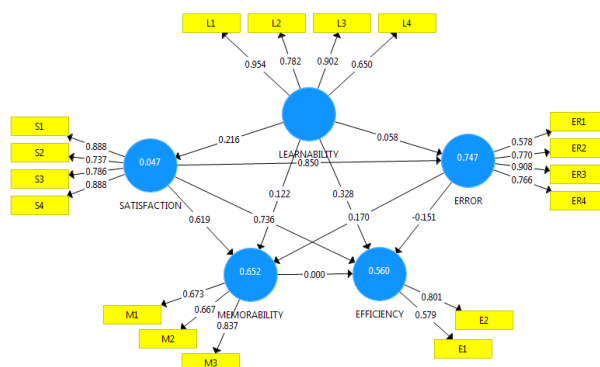 L1 L2 L3 L4
0.954 0.782 0.902 0.650
LEARNABILITY
S1
S2
S3
S4
0.888
0.737
0.786
0.888
0.047
SATISFACTION
0.216
0.058
0.850
0.122
0.328
0.619
0.736
0.170
-0.151
0.747
ERROR
0.578
0.770
0.908
0.766
ER1
ER2
ER3
ER4
0.652
MEMORABILITY
0.000
0.560
EFFICIENCY
0.673
0.667
0.837
M1
M2
M3
0.801
0.579
E2
E1